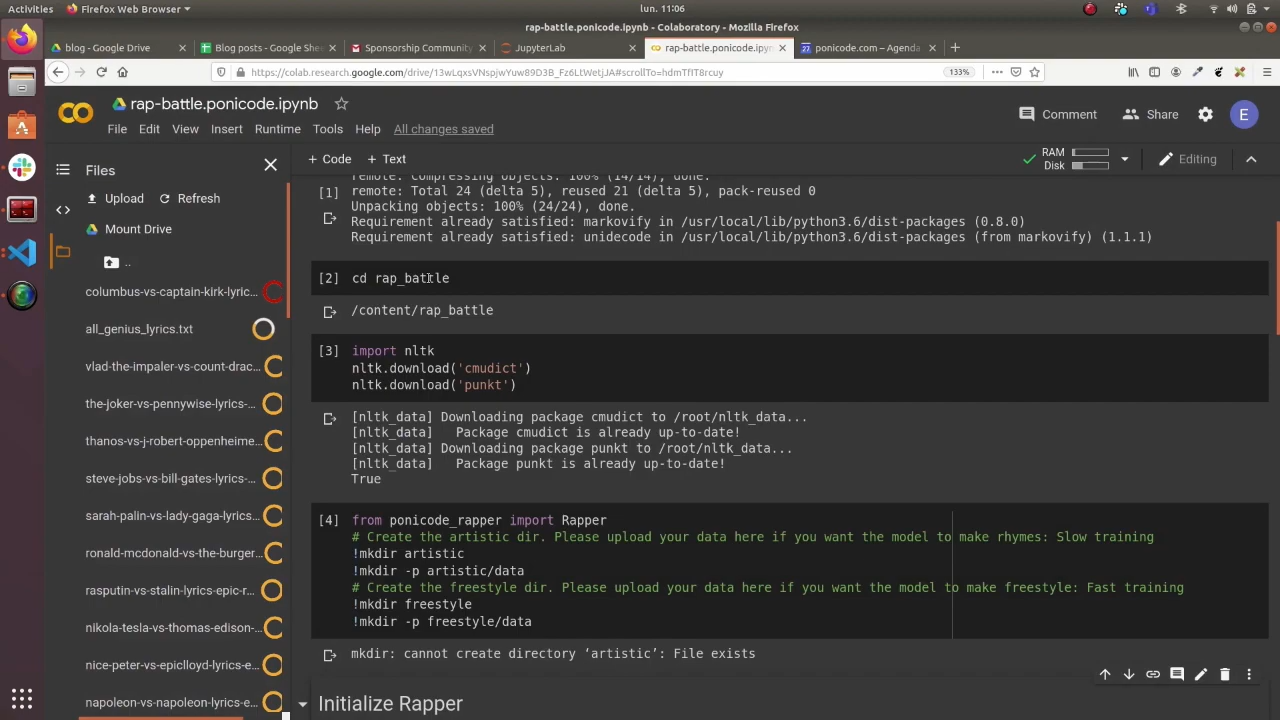 Activities
Firefox Web Browser
lun. 11:06
rap-battle.ponicode.ipynb - Colaboratory - Mozilla Firefox
blog - Google Drive
Blog posts - Google She
Sponsorship Community
JupyterLab
rap-battle.ponicode.ipyn
ponicode.com – Agenda
https://colab.research.google.com/drive/13wLqxsVNspjwYuw89D3B_Fz6LtWetjJA#scrollTo=hdmTfIT8rcuy
133%
rap-battle.ponicode.ipynb
Comment
Share
E
File Edit View Insert Runtime Tools Help All changes saved
Files
+ Code + Text
RAM
Disk
Editing
Upload Refresh
Mount Drive
..
columbus-vs-captain-kirk-lyric...
all_genius_lyrics.txt
vlad-the-impaler-vs-count-drac...
the-joker-vs-pennywise-lyrics-...
thanos-vs-j-robert-oppenheime...
steve-jobs-vs-bill-gates-lyrics-...
sarah-palin-vs-lady-gaga-lyrics...
ronald-mcdonald-vs-the-burger...
rasputin-vs-stalin-lyrics-epic-r...
nikola-tesla-vs-thomas-edison-...
nice-peter-vs-epiclloyd-lyrics-e...
napoleon-vs-napoleon-lyrics-e...
remote: Compressing objects: 100% (14/14), done.
[1] remote: Total 24 (delta 5), reused 21 (delta 5), pack-reused 0
Unpacking objects: 100% (24/24), done.
Requirement already satisfied: markovify in /usr/local/lib/python3.6/dist-packages (0.8.0)
Requirement already satisfied: unidecode in /usr/local/lib/python3.6/dist-packages (from markovify) (1.1.1)
[2] cd rap_battle
/content/rap_battle
[3] import nltk
nltk.download('cmudict')
nltk.download('punkt')
[nltk_data] Downloading package cmudict to /root/nltk_data...
[nltk_data]   Package cmudict is already up-to-date!
[nltk_data] Downloading package punkt to /root/nltk_data...
[nltk_data]   Package punkt is already up-to-date!
True
[4] from ponicode_rapper import Rapper
# Create the artistic dir. Please upload your data here if you want the model to make rhymes: Slow training
!mkdir artistic
!mkdir -p artistic/data
# Create the freestyle dir. Please upload your data here if you want the model to make freestyle: Fast training
!mkdir freestyle
!mkdir -p freestyle/data
mkdir: cannot create directory ‘artistic’: File exists
Initialize Rapper